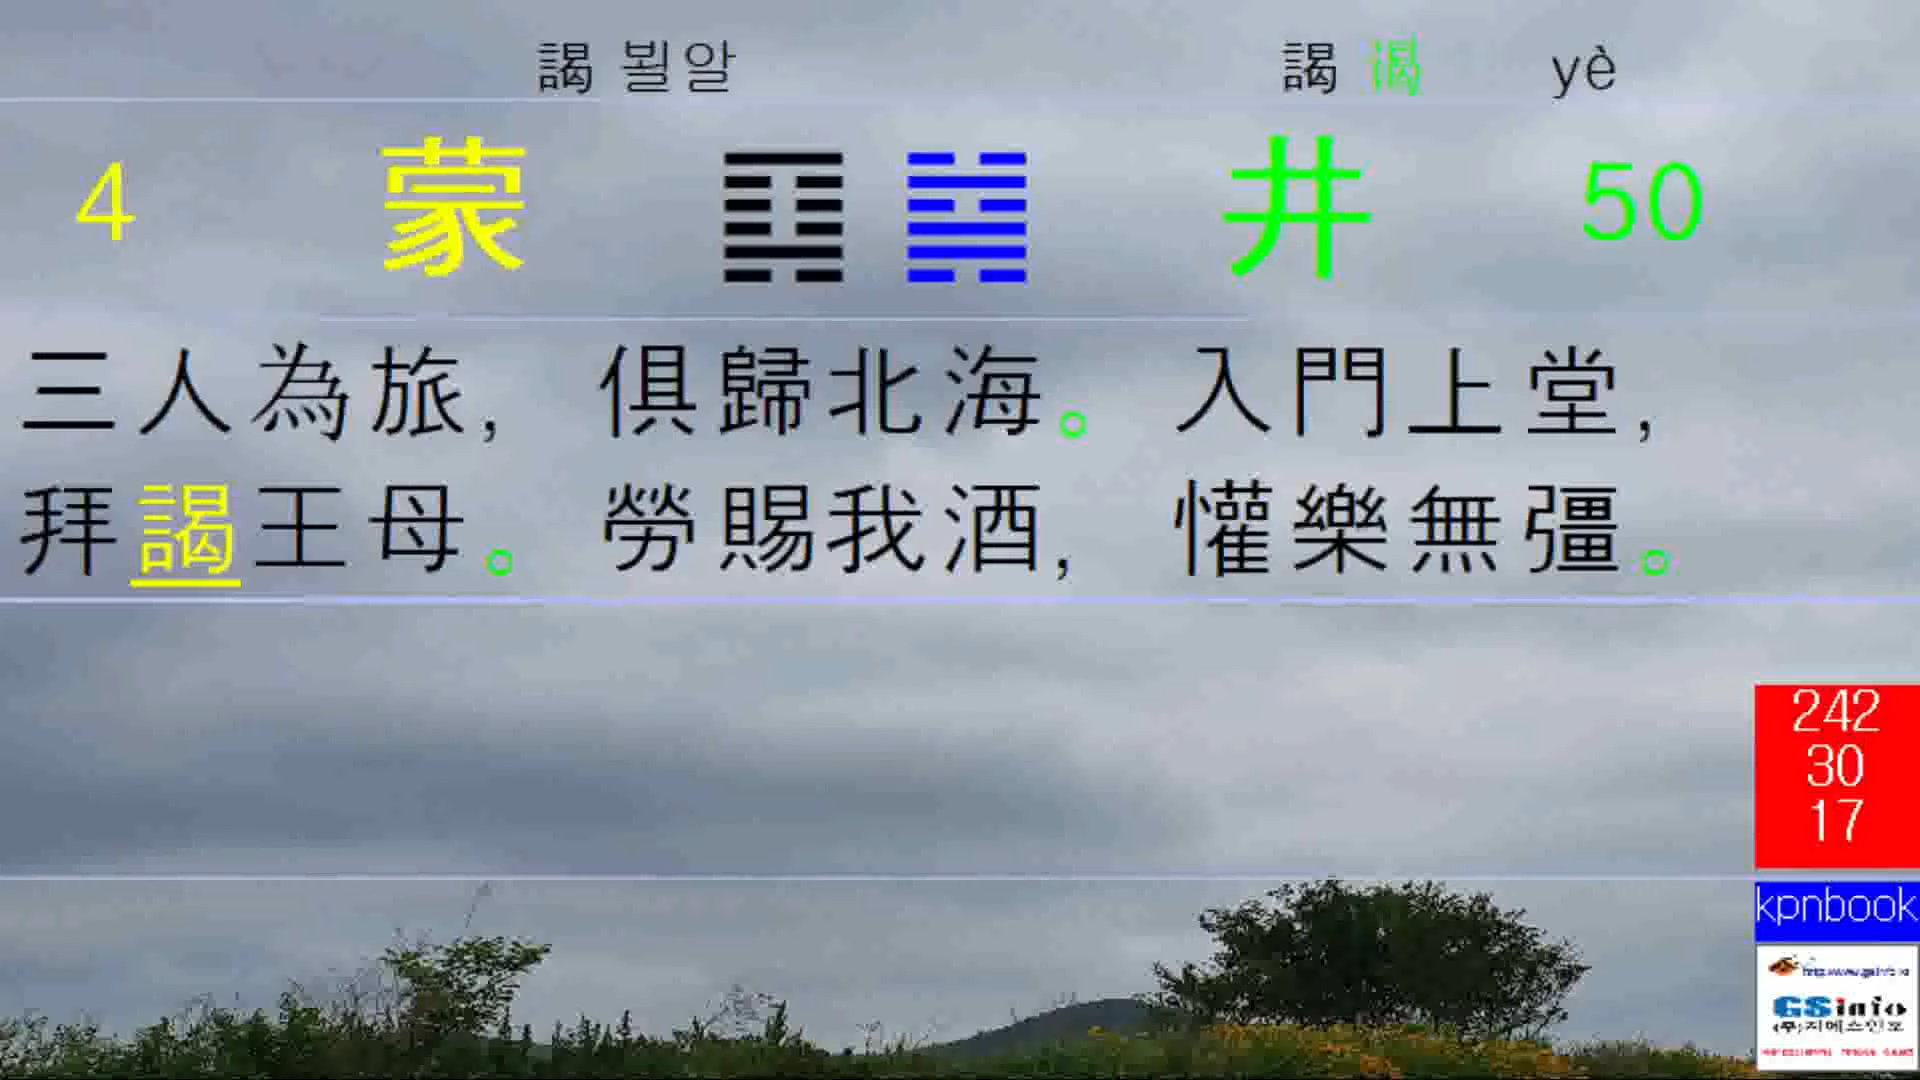 謁 뵐알 謁 谒 yè
4 蒙 井 50
三人為旅, 俱歸北海。 入門上堂,
拜謁王母。 勞賜我酒, 懽樂無彊。
242
30
17
kpnbook
GSinfo
(주)지에스인포